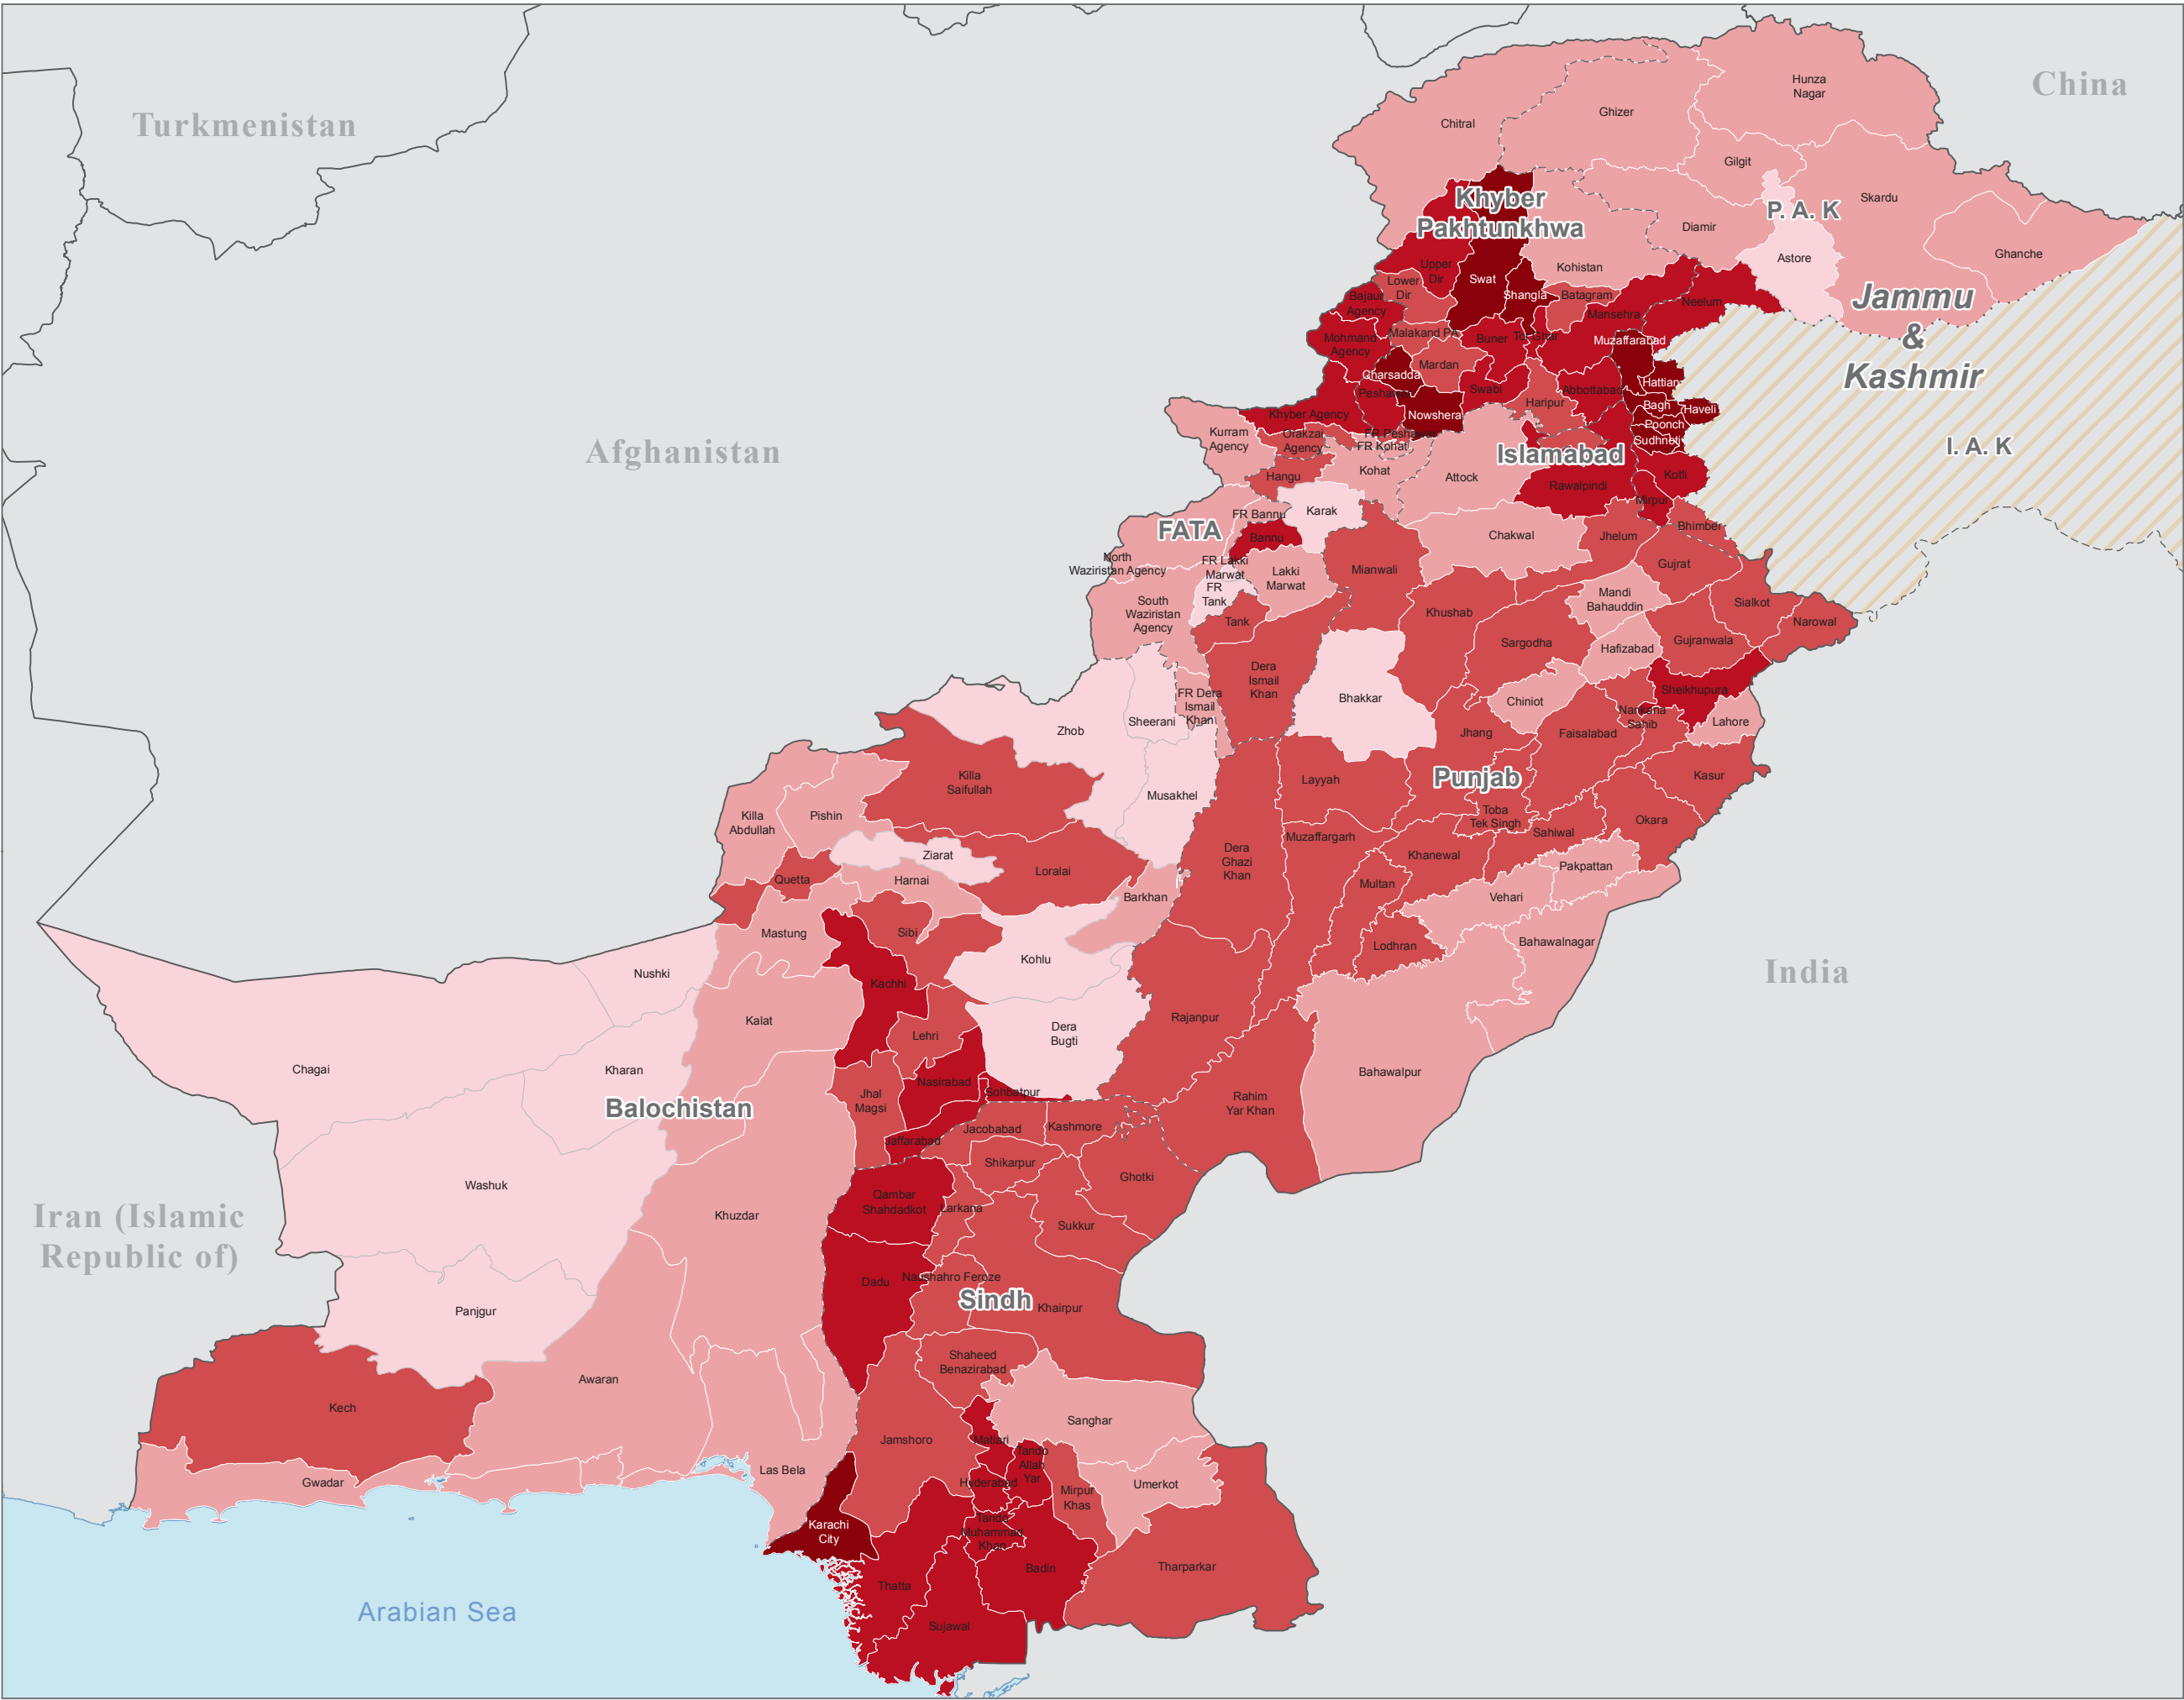 China
Turkmenistan
Hunza
Nagar
Ghizer
Chitral
Gilgit
Skardu
Khyber
Pakhtunkhwa
P. A. K
Diamir
Ghanche
Astore
Kohistan
Upper
Dir
Swat
Lower
Dir
Shangla
Batagram
Bajaur
Agency
Neelum
Mansehra
Jammu
&
Kashmir
Malakand PA
Mohmand
Agency
Buner
Tor Ghar
Muzaffarabad
Mardan
Charsadda
Hattian
Peshawar
Swabi
Abbottabad
Haripur
Bagh
Haveli
Khyber Agency
Nowshera
Poonch
Kurram
Agency
Orakzai
Agency
FR Peshawar
FR Kohat
Sudhnoti
Afghanistan
Islamabad
I. A. K
Kohat
Hangu
Attock
Kotli
Rawalpindi
Mirpur
Karak
FR Bannu
FATA
Bannu
Chakwal
Jhelum
Bhimber
North
Waziristan Agency
FR Lakki
Marwat
Lakki
Marwat
Mianwali
Gujrat
FR
Tank
Mandi
Bahauddin
South
Waziristan
Agency
Tank
Khushab
Sialkot
Narowal
Sargodha
Hafizabad
Gujranwala
Dera
Ismail
Khan
Bhakkar
Sheikhupura
FR Dera
Ismail
Khan
Chiniot
Nankana
Sahib
Lahore
Zhob
Sheerani
Jhang
Faisalabad
Punjab
Killa
Saifullah
Layyah
Kasur
Musakhel
Killa
Abdullah
Pishin
Toba
Tek Singh
Okara
Sahiwal
Muzaffargarh
Ziarat
Dera
Ghazi
Khan
Khanewal
Pakpattan
Loralai
Quetta
Harnai
Multan
Barkhan
Vehari
Mastung
Sibi
Lodhran
Bahawalnagar
Kohlu
Nushki
India
Kachhi
Kalat
Rajanpur
Dera
Bugti
Lehri
Chagai
Kharan
Bahawalpur
Nasirabad
Sohbatpur
Jhal
Magsi
Rahim
Yar Khan
Balochistan
Jacobabad
Kashmore
Jaffarabad
Shikarpur
Ghotki
Washuk
Qambar
Shahdadkot
Larkana
Khuzdar
Sukkur
Iran (Islamic
Republic of)
Dadu
Naushahro Feroze
Sindh
Khairpur
Panjgur
Shaheed
Benazirabad
Awaran
Kech
Sanghar
Jamshoro
Matiari
Tando
Allah
Yar
Las Bela
Gwadar
Hyderabad
Mirpur
Khas
Umerkot
Karachi
City
Tando
Muhammad
Khan
Badin
Tharparkar
Thatta
Arabian Sea
Sujawal